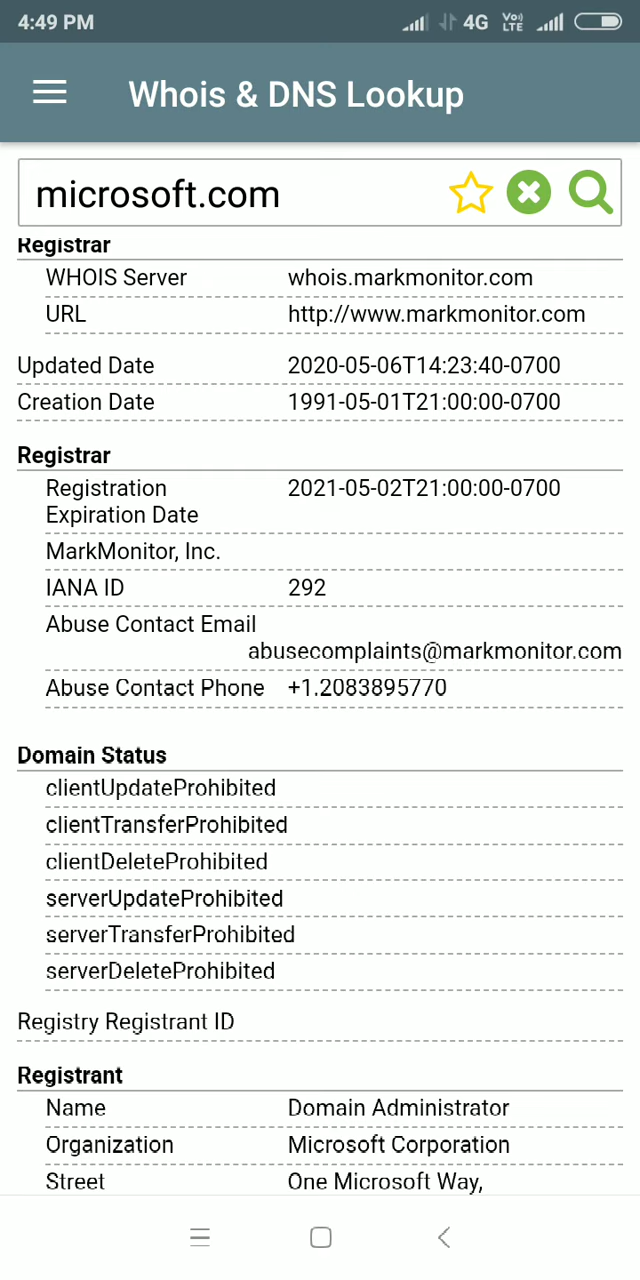 4:49 PM
4G
Vo) LTE
Whois & DNS Lookup
microsoft.com
Registrar
WHOIS Server whois.markmonitor.com
URL http://www.markmonitor.com
Updated Date 2020-05-06T14:23:40-0700
Creation Date 1991-05-01T21:00:00-0700
Registrar
Registration 2021-05-02T21:00:00-0700
Expiration Date
MarkMonitor, Inc.
IANA ID 292
Abuse Contact Email
abusecomplaints@markmonitor.com
Abuse Contact Phone +1.2083895770
Domain Status
clientUpdateProhibited
clientTransferProhibited
clientDeleteProhibited
serverUpdateProhibited
serverTransferProhibited
serverDeleteProhibited
Registry Registrant ID
Registrant
Name Domain Administrator
Organization Microsoft Corporation
Street One Microsoft Way,